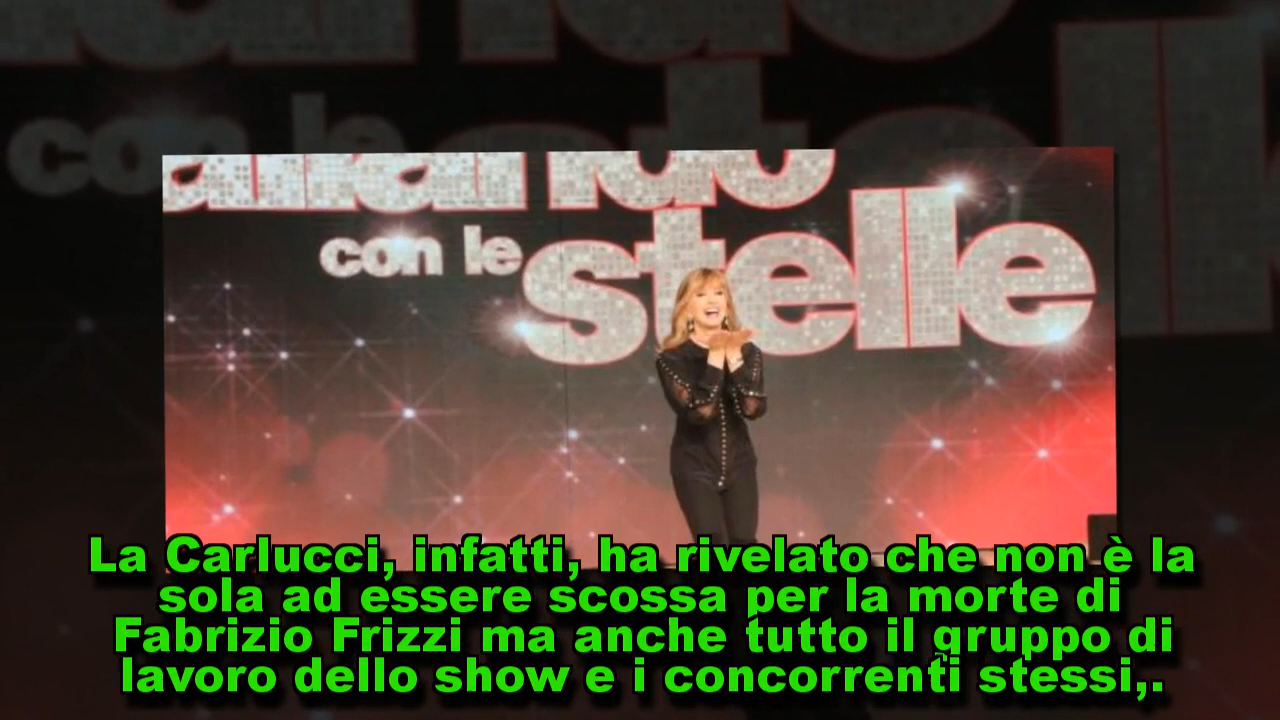 con le
stelle
La Carlucci, infatti, ha rivelato che non è la
sola ad essere scossa per la morte di
Fabrizio Frizzi ma anche tutto il gruppo di
lavoro dello show e i concorrenti stessi,.